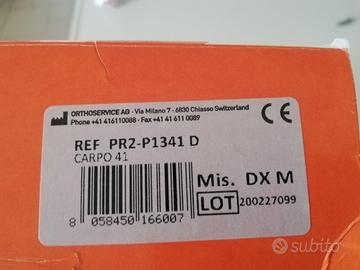 ORTHOSERVICE AG · Via Milano 7 · 6830 Chiasso Switzerland
Phone +41 416110088 · Fax +41 41 611 0089
CE
REF PR2-P1341 D
CARPO 41
Mis. DX M
LOT 200227099
8 058450 166007
subito